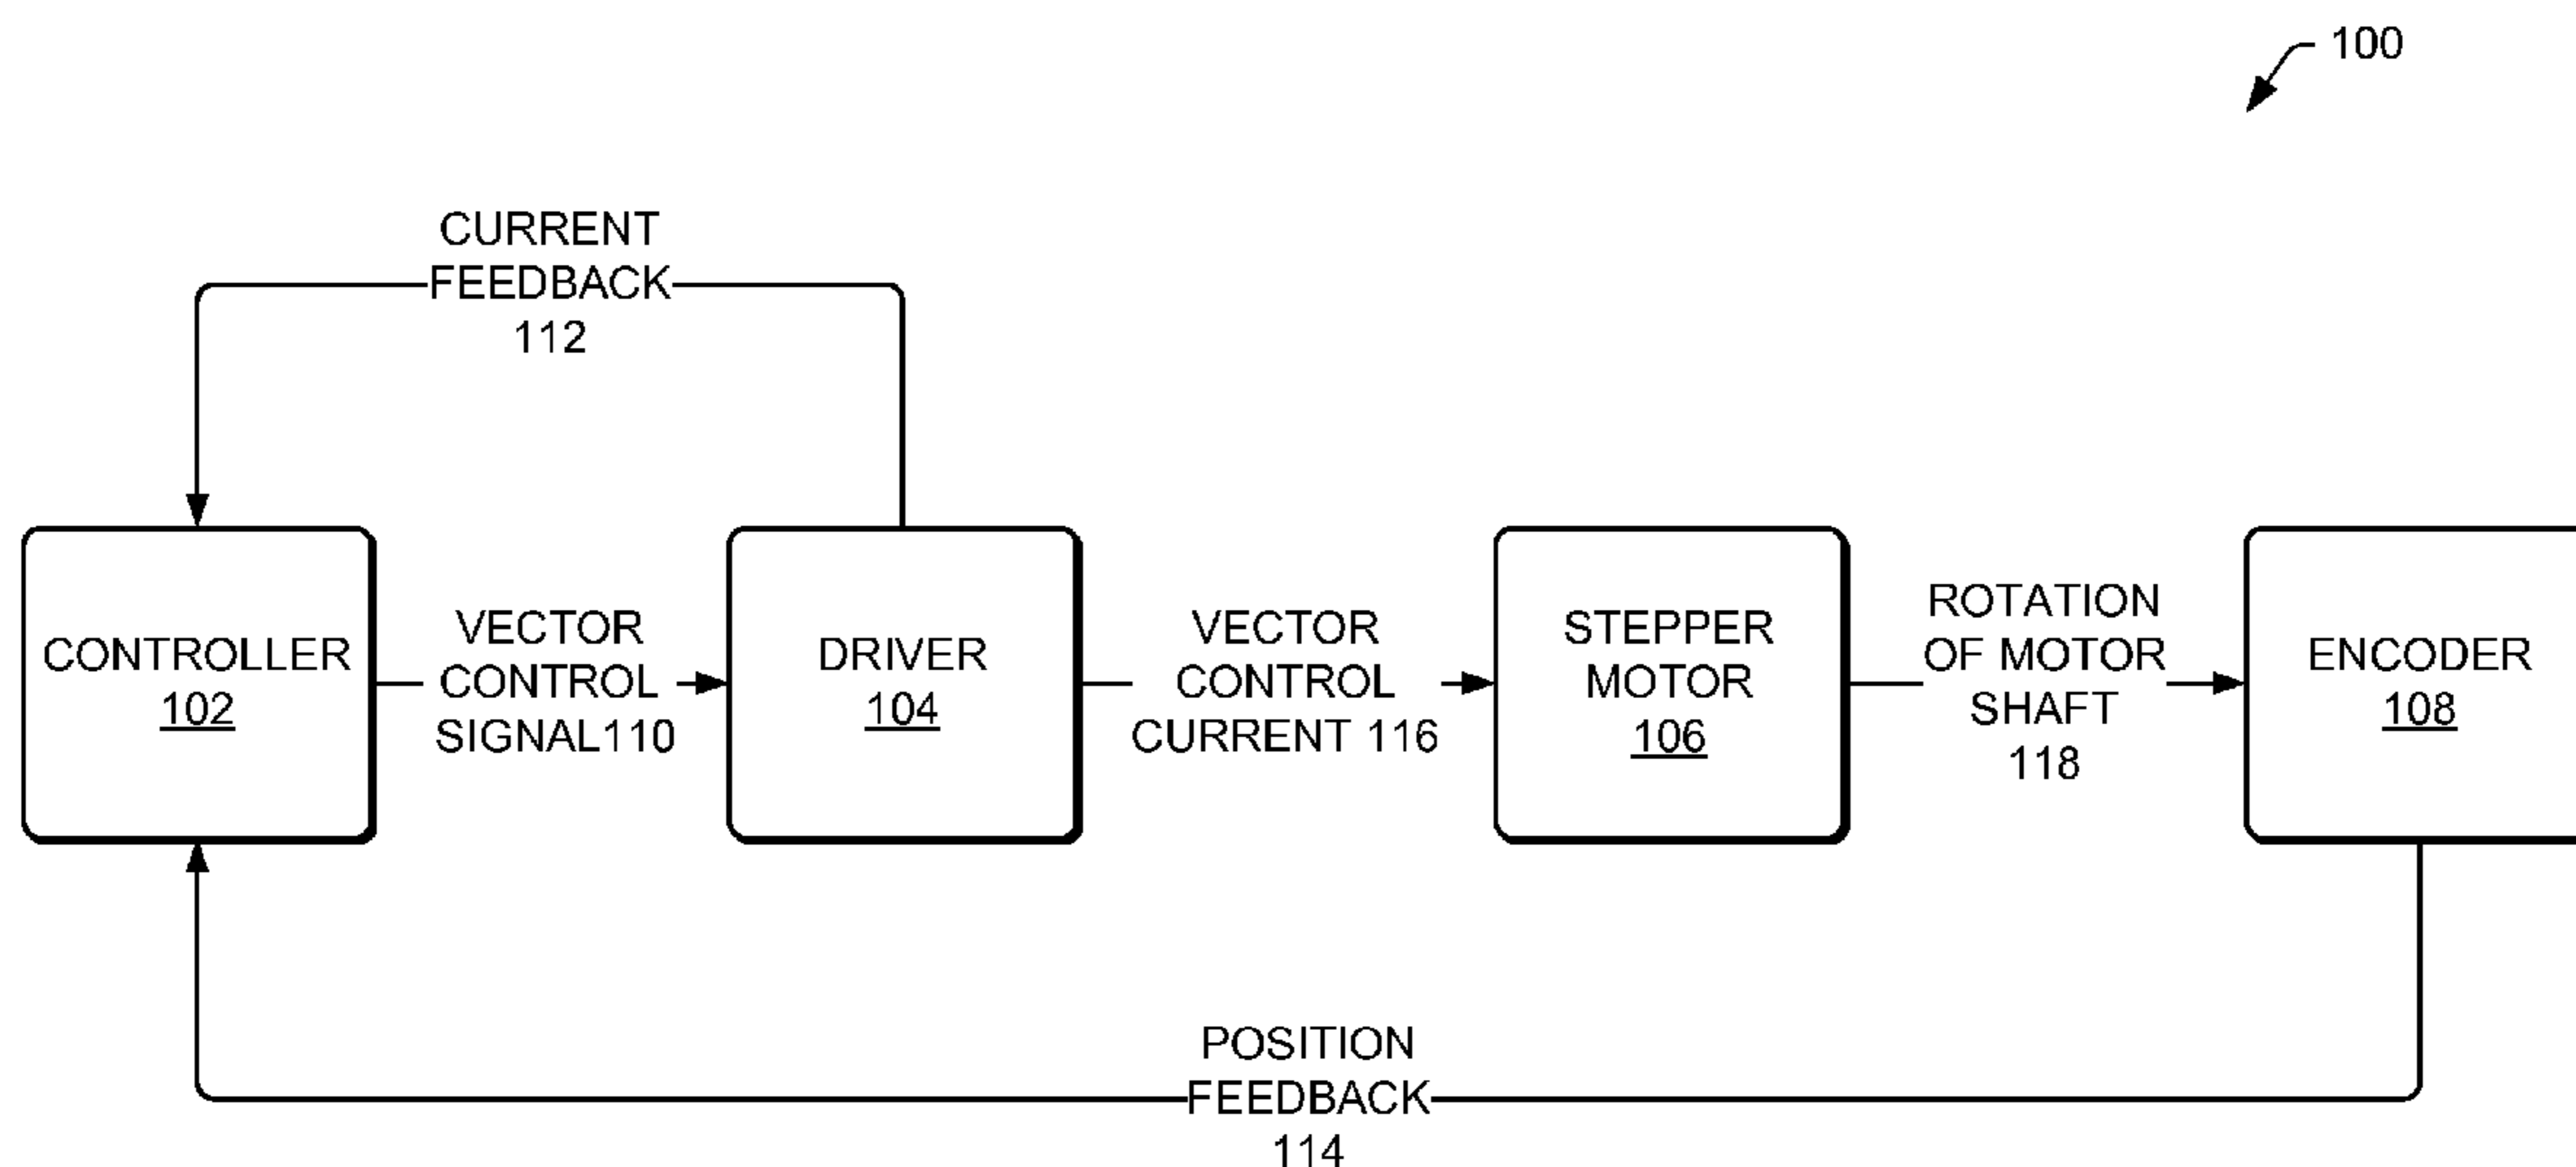 100
CURRENT
FEEDBACK
112
CONTROLLER
102
VECTOR
CONTROL
SIGNAL110
DRIVER
104
VECTOR
CONTROL
CURRENT 116
STEPPER
MOTOR
106
ROTATION
OF MOTOR
SHAFT
118
ENCODER
108
POSITION
FEEDBACK
114